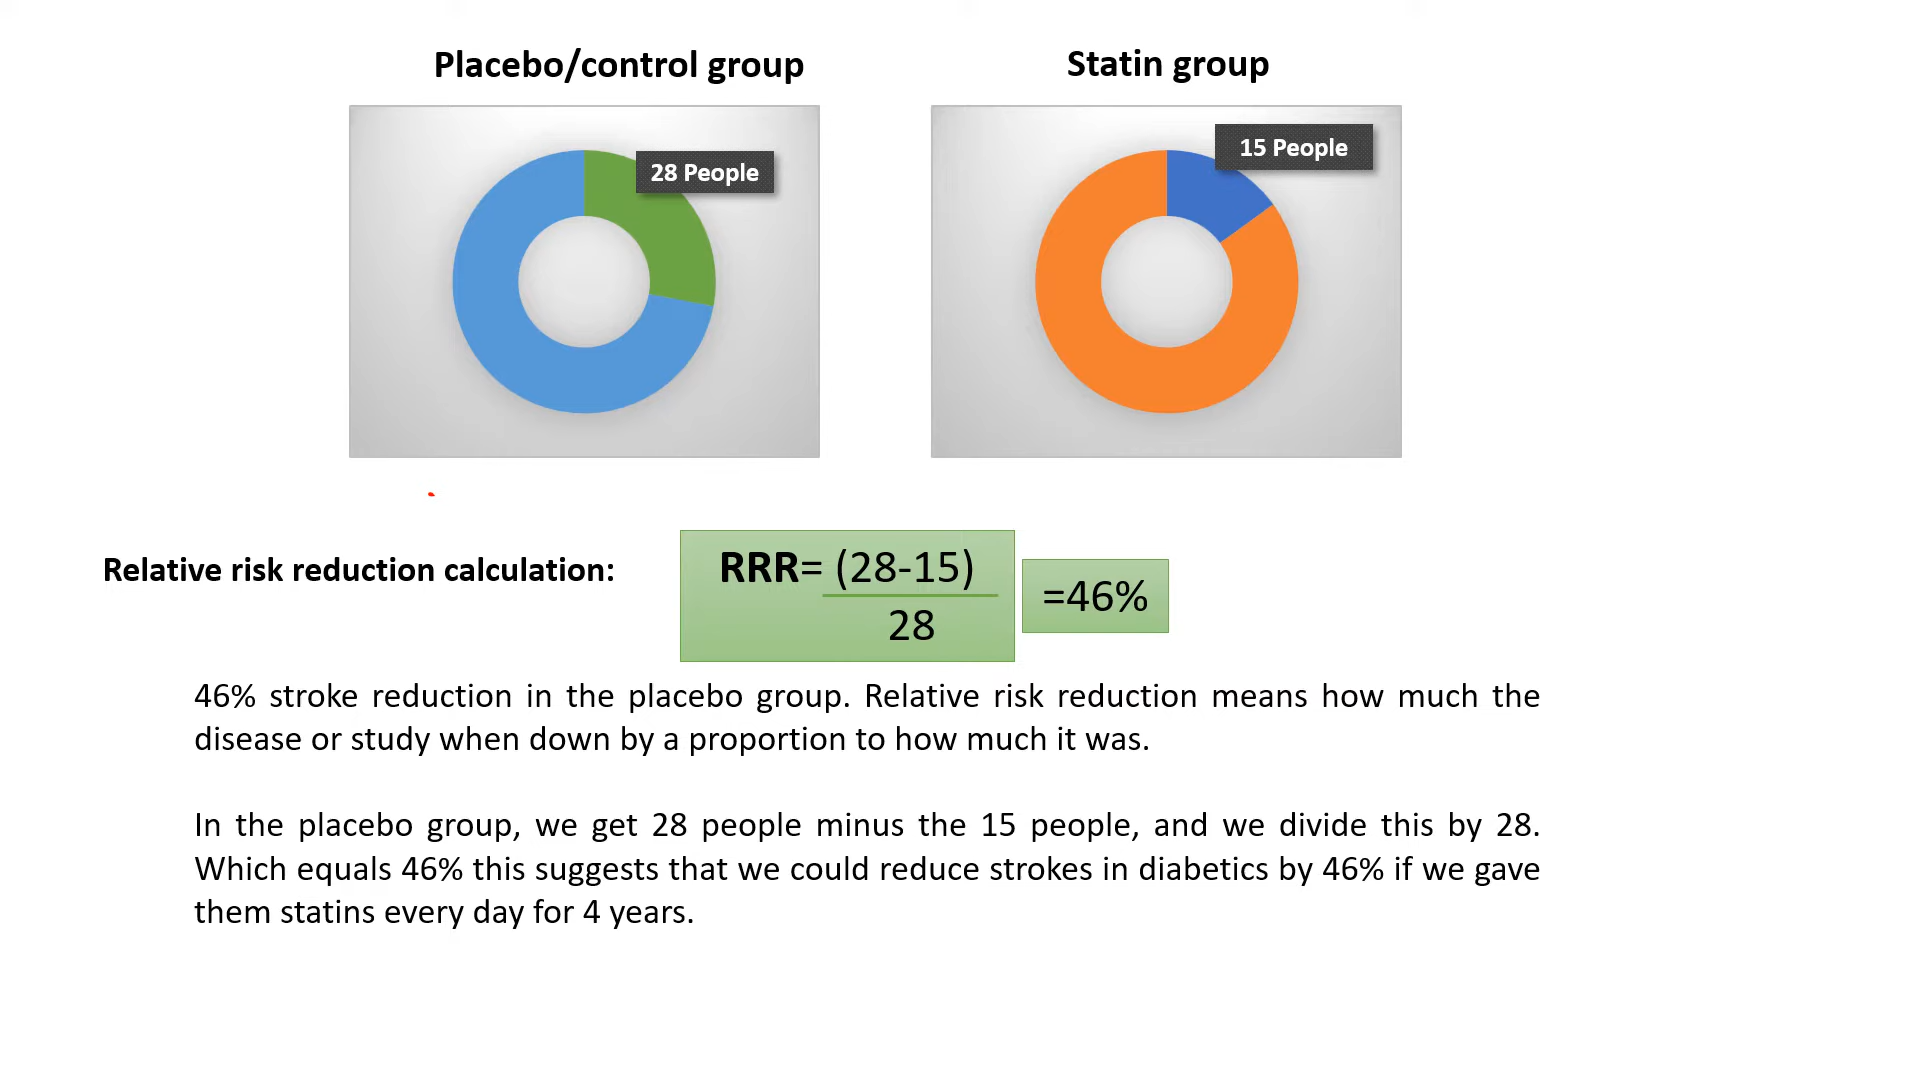 Placebo/control group
Statin group
28 People
15 People
Relative risk reduction calculation:
RRR= (28-15)
28
=46%
46% stroke reduction in the placebo group. Relative risk reduction means how much the
disease or study when down by a proportion to how much it was.
In the placebo group, we get 28 people minus the 15 people, and we divide this by 28.
Which equals 46% this suggests that we could reduce strokes in diabetics by 46% if we gave
them statins every day for 4 years.